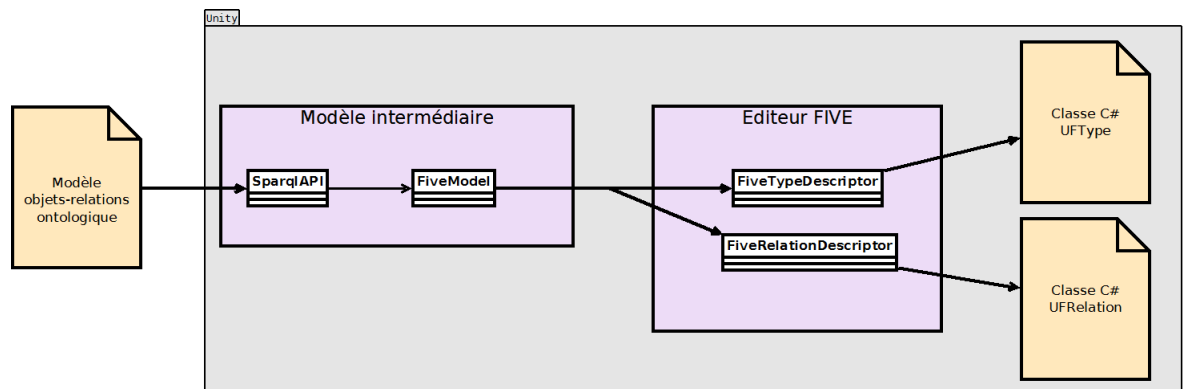 Unity
Modèle
objets-relations
ontologique
Modèle intermédiaire
SparqlAPI
FiveModel
Editeur FIVE
FiveTypeDescriptor
FiveRelationDescriptor
Classe C#
UFType
Classe C#
UFRelation